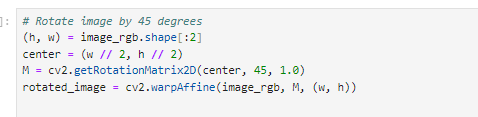 ]: # Rotate image by 45 degrees
(h, w) = image_rgb.shape[:2]
center = (w // 2, h // 2)
M = cv2.getRotationMatrix2D(center, 45, 1.0)
rotated_image = cv2.warpAffine(image_rgb, M, (w, h))